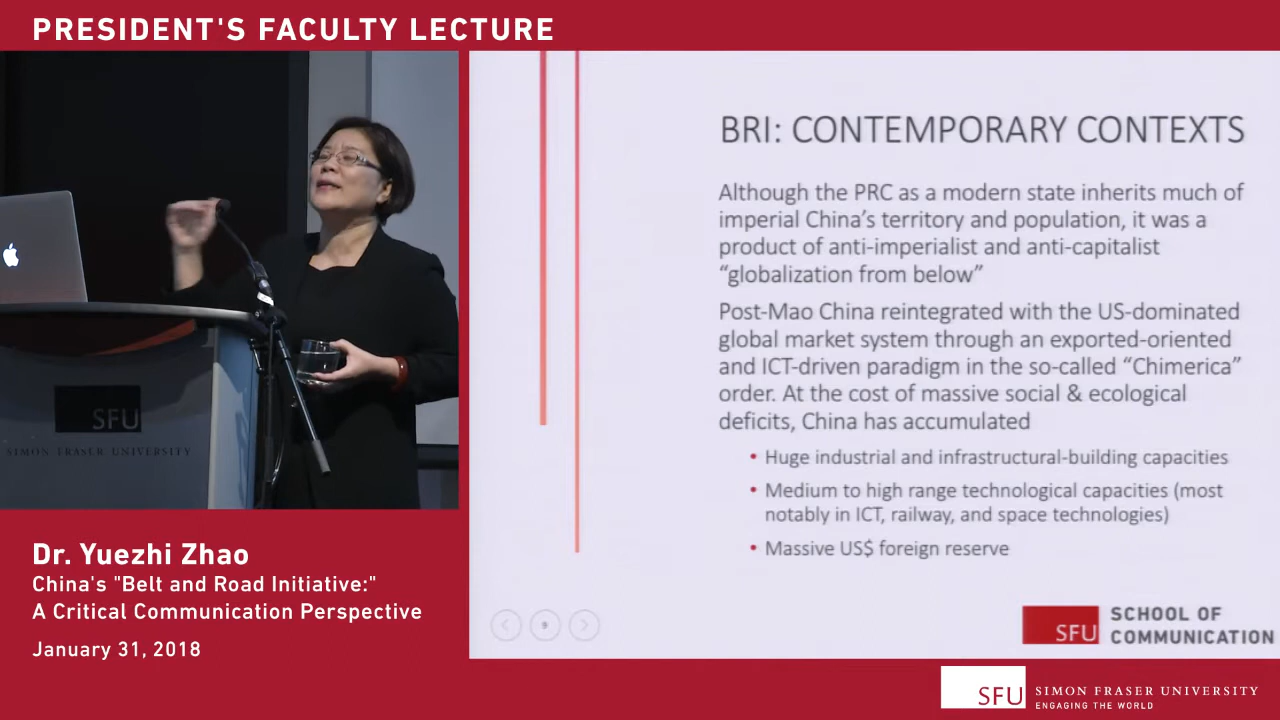 PRESIDENT'S FACULTY LECTURE
SFU
SIMON FRASER UNIVERSITY
Dr. Yuezhi Zhao
China's "Belt and Road Initiative:"
A Critical Communication Perspective
January 31, 2018
BRI: CONTEMPORARY CONTEXTS
Although the PRC as a modern state inherits much of
imperial China's territory and population, it was a
product of anti-imperialist and anti-capitalist
“globalization from below”
Post-Mao China reintegrated with the US-dominated
global market system through an exported-oriented
and ICT-driven paradigm in the so-called “Chimerica”
order. At the cost of massive social & ecological
deficits, China has accumulated
• Huge industrial and infrastructural-building capacities
• Medium to high range technological capacities (most
notably in ICT, railway, and space technologies)
• Massive US$ foreign reserve
9
SFU
SCHOOL OF
COMMUNICATION
SFU
SIMON FRASER UNIVERSITY
ENGAGING THE WORLD